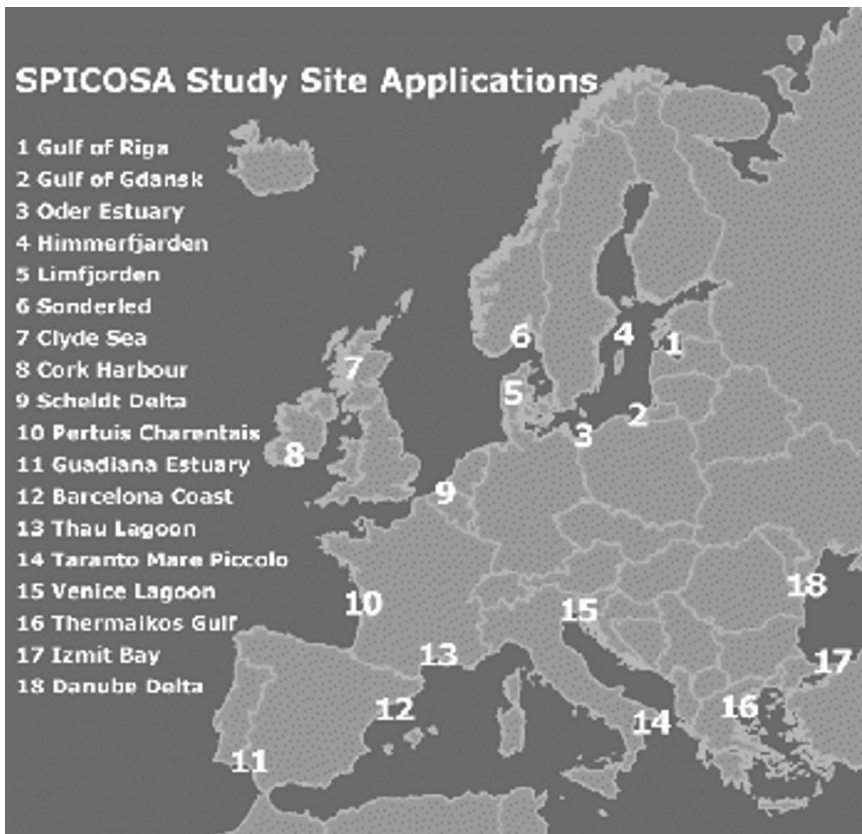 SPICOSA Study Site Applications
1 Gulf of Riga
2 Gulf of Gdansk
3 Oder Estuary
4 Himmerfjarden
5 Limfjorden
6 Sonderled
7 Clyde Sea
8 Cork Harbour
9 Scheldt Delta
10 Pertuis Charentais
11 Guadiana Estuary
12 Barcelona Coast
13 Thau Lagoon
14 Taranto Mare Piccolo
15 Venice Lagoon
16 Thermaikos Gulf
17 Izmit Bay
18 Danube Delta
6
4
1
7
5
2
3
8
9
18
10
15
13
17
12
16
14
11